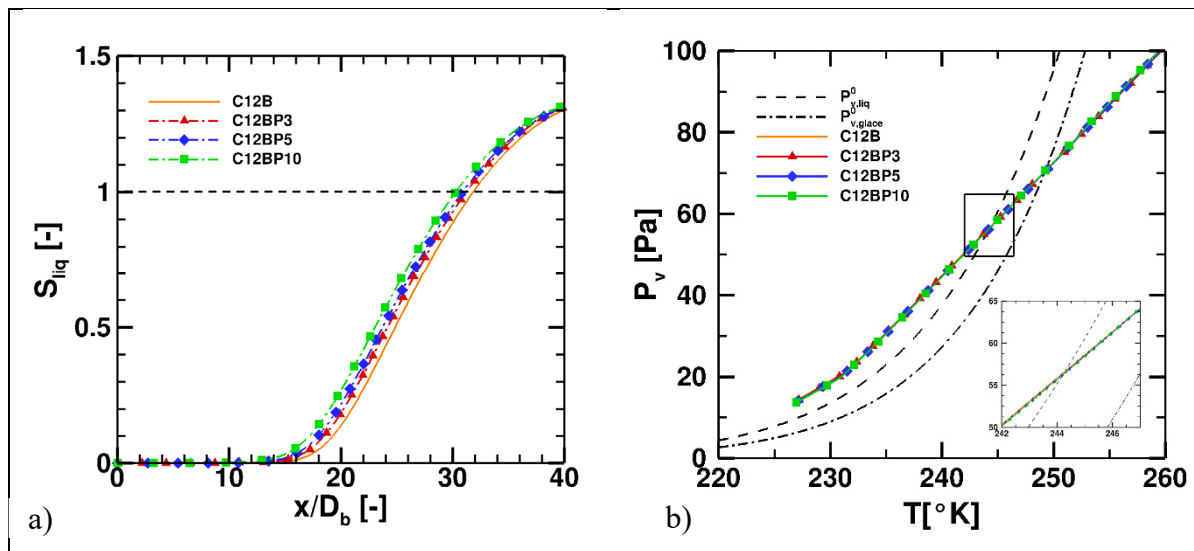 1.5
1
0.5
0
S_liq [-]
C12B
C12BP3
C12BP5
C12BP10
0 10 20 30 40
x/D_b [-]
a)
100
80
60
40
20
0
P_v [Pa]
P^0_v,liq
P^0_v,glace
C12B
C12BP3
C12BP5
C12BP10
65
60
55
50
242 244 246
220 230 240 250 260
T[°K]
b)